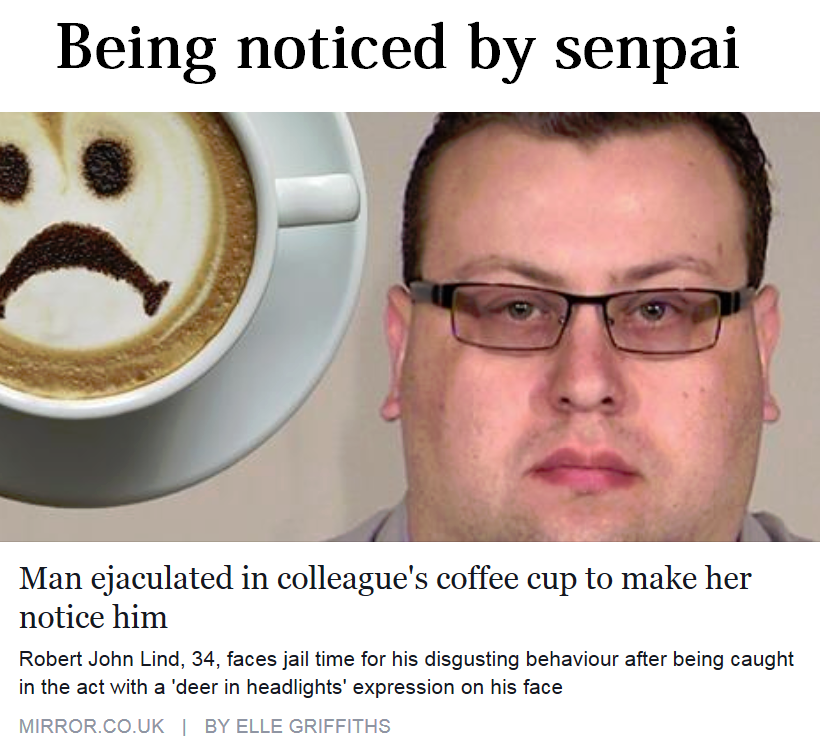 Being noticed by senpai
Man ejaculated in colleague's coffee cup to make her
notice him
Robert John Lind, 34, faces jail time for his disgusting behaviour after being caught
in the act with a 'deer in headlights' expression on his face
MIRROR.CO.UK | BY ELLE GRIFFITHS